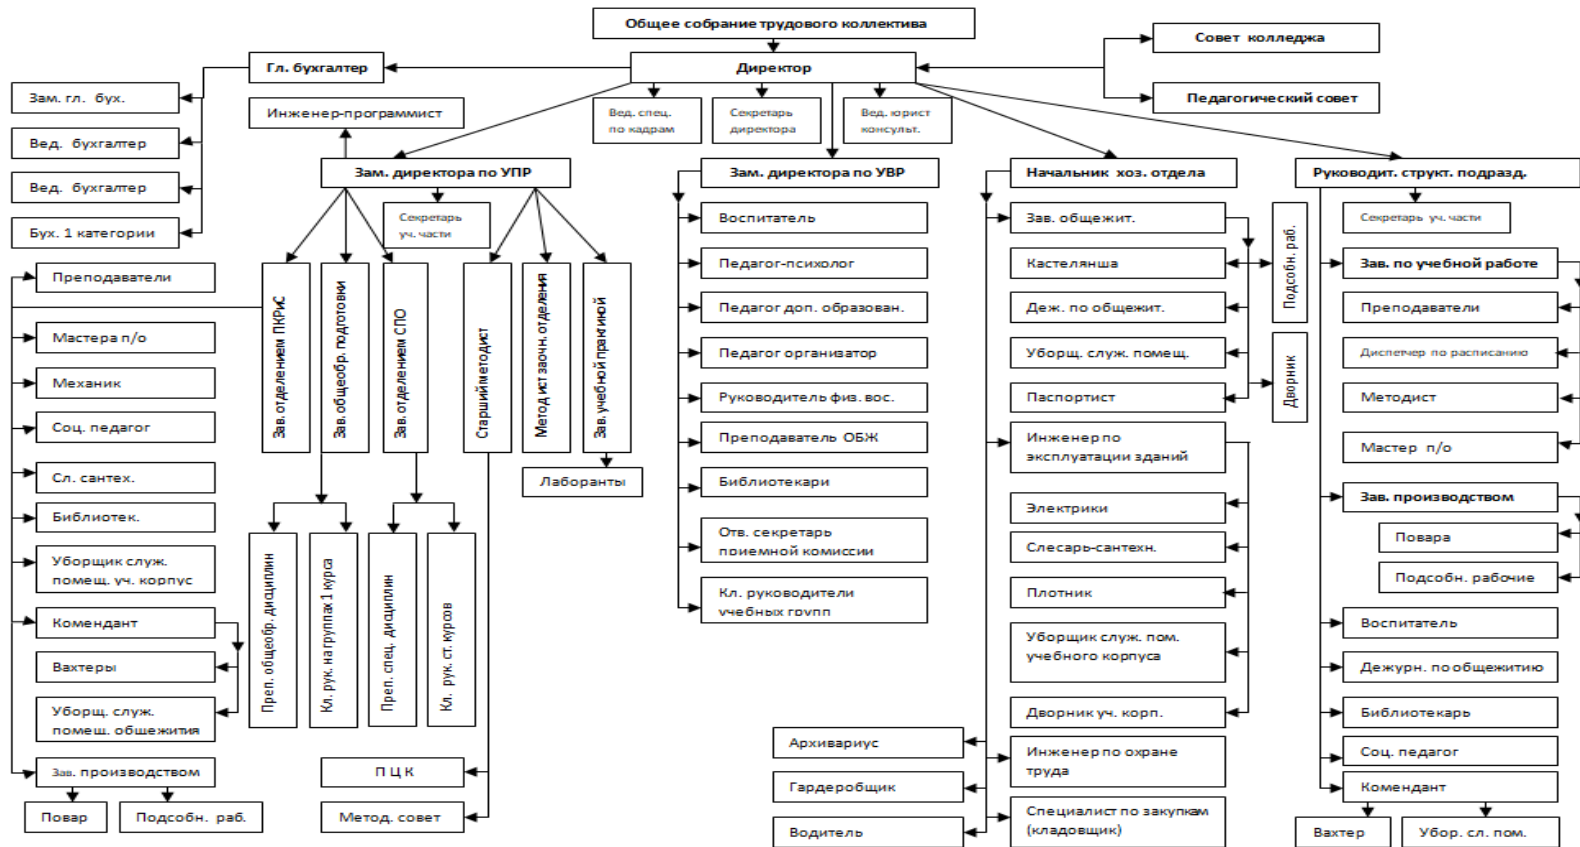 Общее собрание трудового коллектива
Совет колледжа
Гл. бухгалтер
Директор
Педагогический совет
Зам. гл. бух.
Вед. бухгалтер
Вед. бухгалтер
Бух. 1 категории
Инженер-программист
Вед. спец.
по кадрам
Секретарь
директора
Вед. юрист
консульт.
Зам. директора по УПР
Зам. директора по УВР
Начальник хоз. отдела
Руководит. структ. подразд.
Секретарь
уч. части
Преподаватели
Мастера п/о
Механик
Соц. педагог
Сл. сантех.
Библиотек.
Уборщик служ.
помещ. уч. корпус
Комендант
Вахтеры
Уборщ. служ.
помещ. общежития
Зав. производством
Повар
Подсобн. раб.
Зав. отделением ПКРиС
Зав. общеобр. подготовки
Зав. отделением СПО
Старший методист
Методист заочн. отделения
Зав. учебной практикой
Лаборанты
Преп. общеобр. дисциплин
Кл. рук. на группах 1 курса
Преп. спец. дисциплин
Кл. рук. ст. курсов
П Ц К
Метод. совет
Воспитатель
Педагог-психолог
Педагог доп. образован.
Педагог организатор
Руководитель физ. вос.
Преподаватель ОБЖ
Библиотекари
Отв. секретарь
приемной комиссии
Кл. руководители
учебных групп
Зав. общежит.
Кастелянша
Деж. по общежит.
Уборщ. служ. помещ.
Паспортист
Подсобн. раб.
Дворник
Инженер по
эксплуатации зданий
Электрики
Слесарь-сантехн.
Плотник
Уборщик служ. пом.
учебного корпуса
Дворник уч. корп.
Архивариус
Гардеробщик
Водитель
Инженер по охране
труда
Специалист по закупкам
(кладовщик)
Секретарь уч. части
Зав. по учебной работе
Преподаватели
Диспетчер по расписанию
Методист
Мастер п/о
Зав. производством
Повара
Подсобн. рабочие
Воспитатель
Дежурн. по общежитию
Библиотекарь
Соц. педагог
Комендант
Вахтер
Убор. сл. пом.